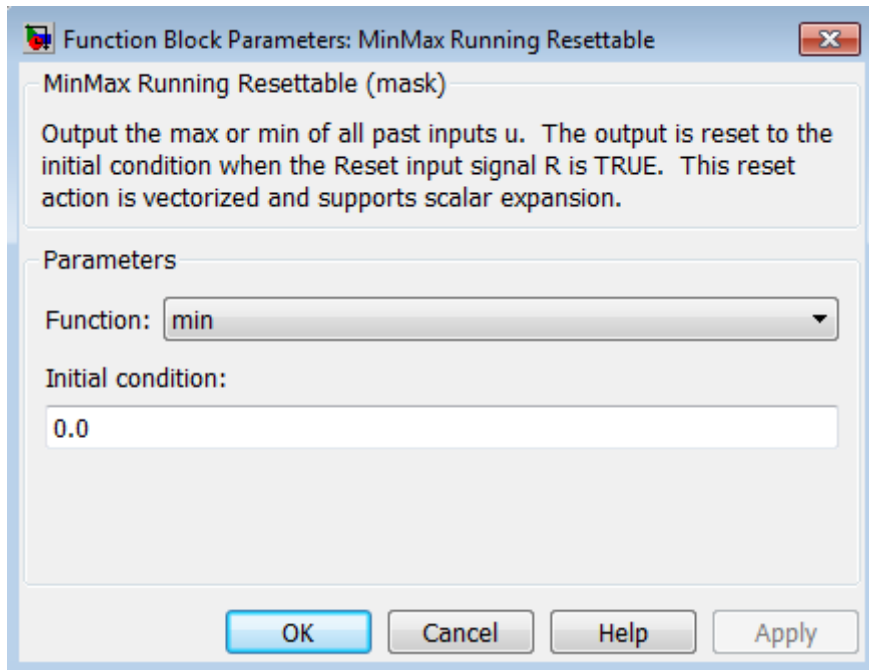 Function Block Parameters: MinMax Running Resettable
MinMax Running Resettable (mask)
Output the max or min of all past inputs u.  The output is reset to the
initial condition when the Reset input signal R is TRUE.  This reset
action is vectorized and supports scalar expansion.
Parameters
Function: min
Initial condition:
0.0
OK Cancel Help Apply